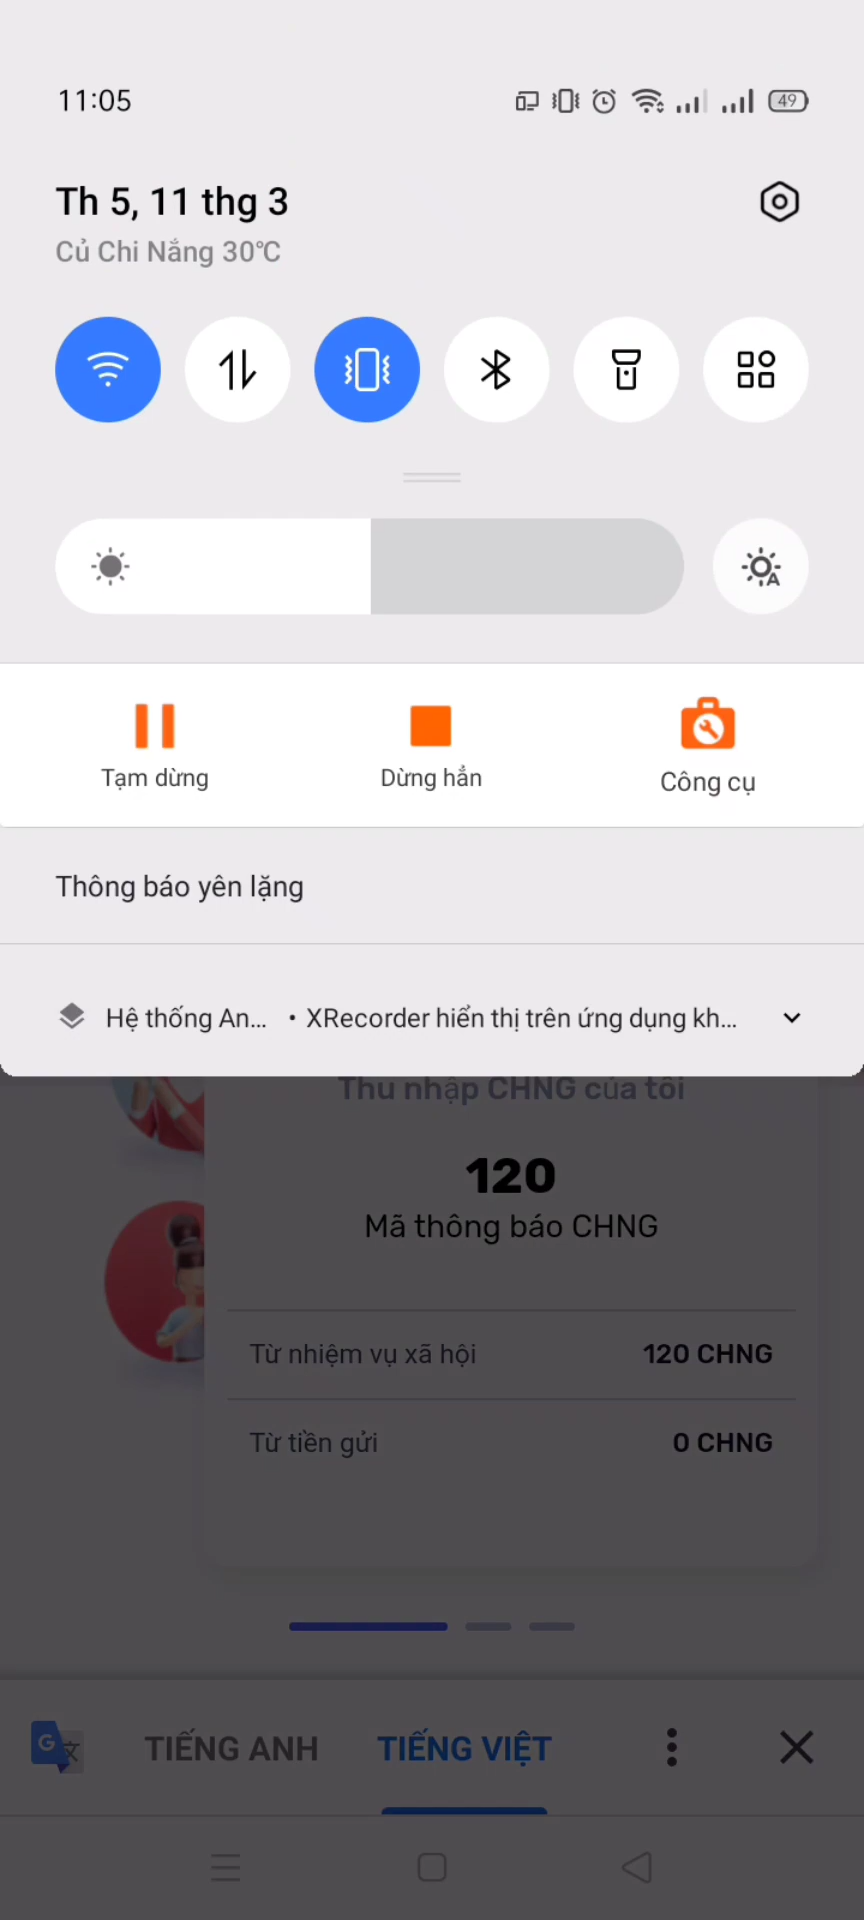 11:05
49
Th 5, 11 thg 3
Củ Chi Nắng 30℃
A
Tạm dừng
Dừng hẳn
Công cụ
Thông báo yên lặng
Hệ thống An... • XRecorder hiển thị trên ứng dụng kh...
Thu nhập CHNG của tôi
120
Mã thông báo CHNG
Từ nhiệm vụ xã hội 120 CHNG
Từ tiền gửi 0 CHNG
G 文 TIẾNG ANH TIẾNG VIỆT